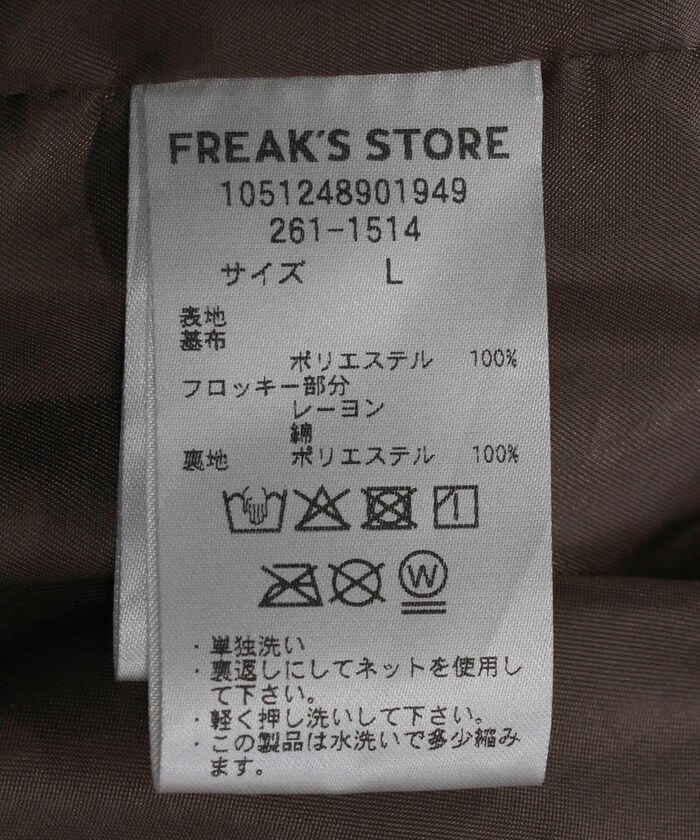 FREAK'S STORE
1051248901949
261-1514
サイズ L
表地
基布
ポリエステル 100%
フロッキー部分
レーヨン
綿
裏地 ポリエステル 100%
W
・単独洗い
・裏返しにしてネットを使用し
て下さい。
・軽く押し洗いして下さい。
・この製品は水洗いで多少縮み
ます。